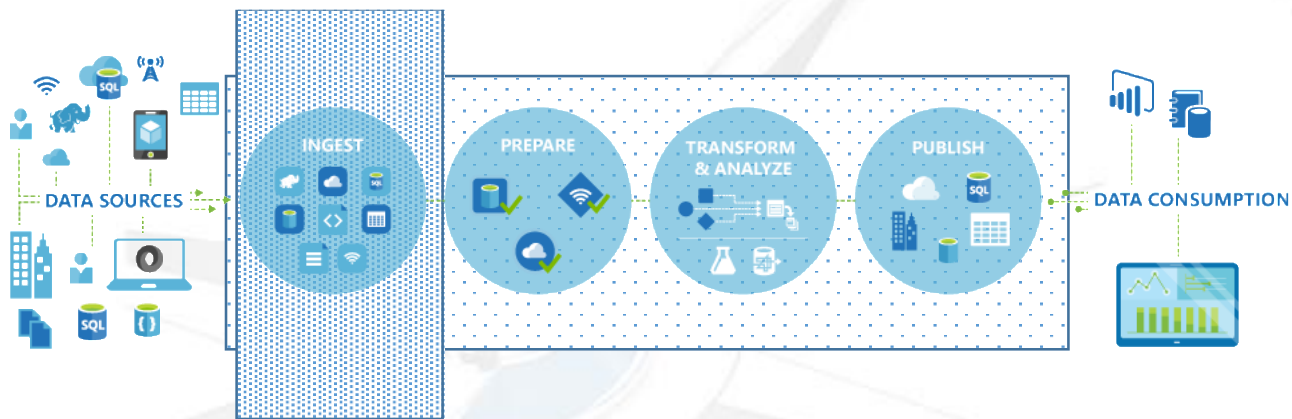 SQL
DATA SOURCES
SQL
INGEST
SQL
PREPARE
TRANSFORM
& ANALYZE
PUBLISH
SQL
DATA CONSUMPTION